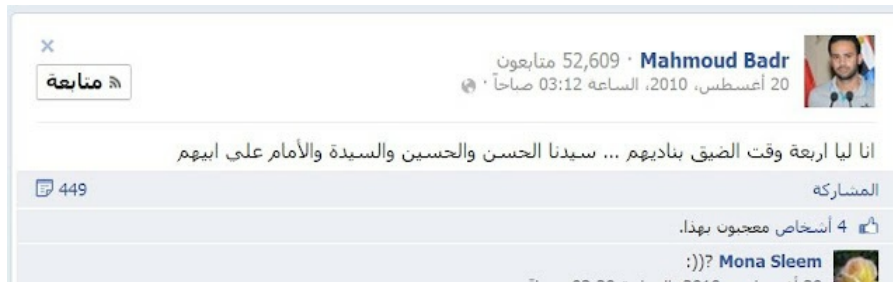 ×
Mahmoud Badr · 52,609 متابعون
20 أغسطس، 2010، الساعة 03:12 صباحاً ·
متابعة
انا ليا اربعة وقت الضيق بناديهم ... سيدنا الحسن والحسين والسيدة والأمام علي ابيهم
المشاركة
449
4 أشخاص معجبون بهذا.
Mona Sleem ?((: